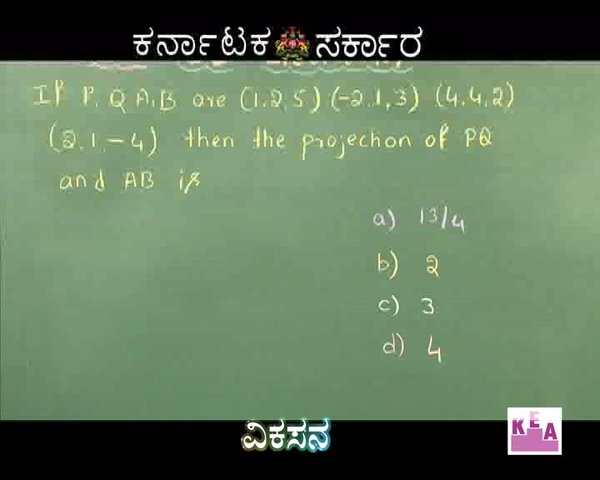 ಕರ್ನಾಟಕ ಸರ್ಕಾರ
If P, Q A, B are (1, 2, 5) (-2, 1, 3) (4, 4, 2)
(2, 1, -4) then the projection of PQ
and AB is
a) 13/4
b) 2
c) 3
d) 4
ವಿಕಸನ
KEA